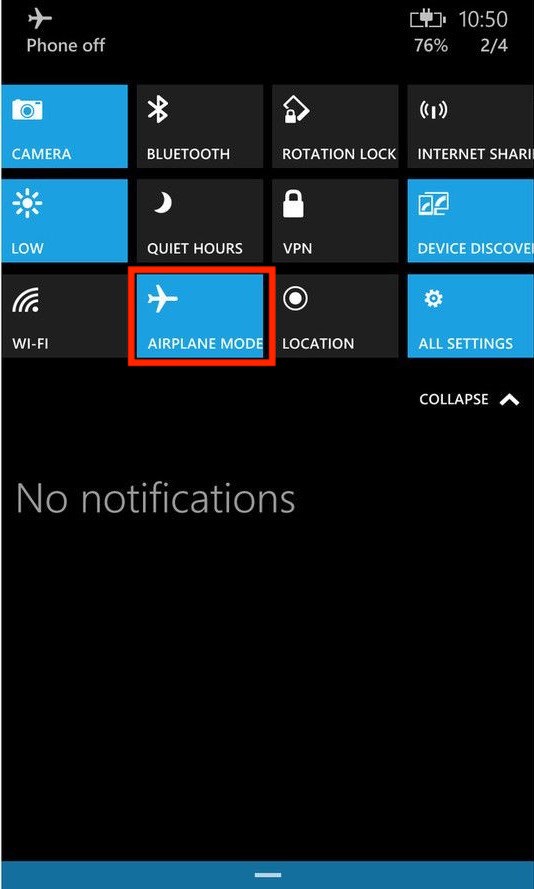 10:50
Phone off 76% 2/4
CAMERA BLUETOOTH ROTATION LOCK INTERNET SHARI
LOW QUIET HOURS VPN DEVICE DISCOVE
WI-FI AIRPLANE MODE LOCATION ALL SETTINGS
COLLAPSE
No notifications